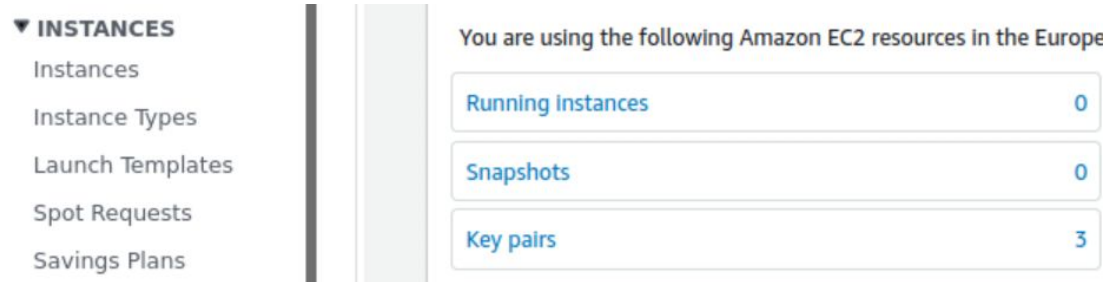 ▼ INSTANCES
Instances
Instance Types
Launch Templates
Spot Requests
Savings Plans
You are using the following Amazon EC2 resources in the Europe
Running instances 0
Snapshots 0
Key pairs 3